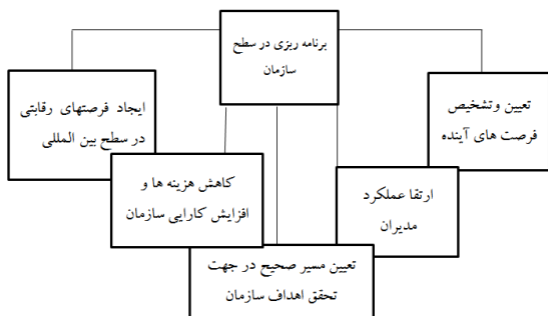 برنامه ریزی در سطح
سازمان
تعیین وتشخیص
فرصت های آینده
ایجاد فرصتهای رقابتی
در سطح بین المللی
ارتقا عملکرد
مدیران
کاهش هزینه ها و
افزایش کارایی سازمان
تعیین مسیر صحیح در جهت
تحقق اهداف سازمان